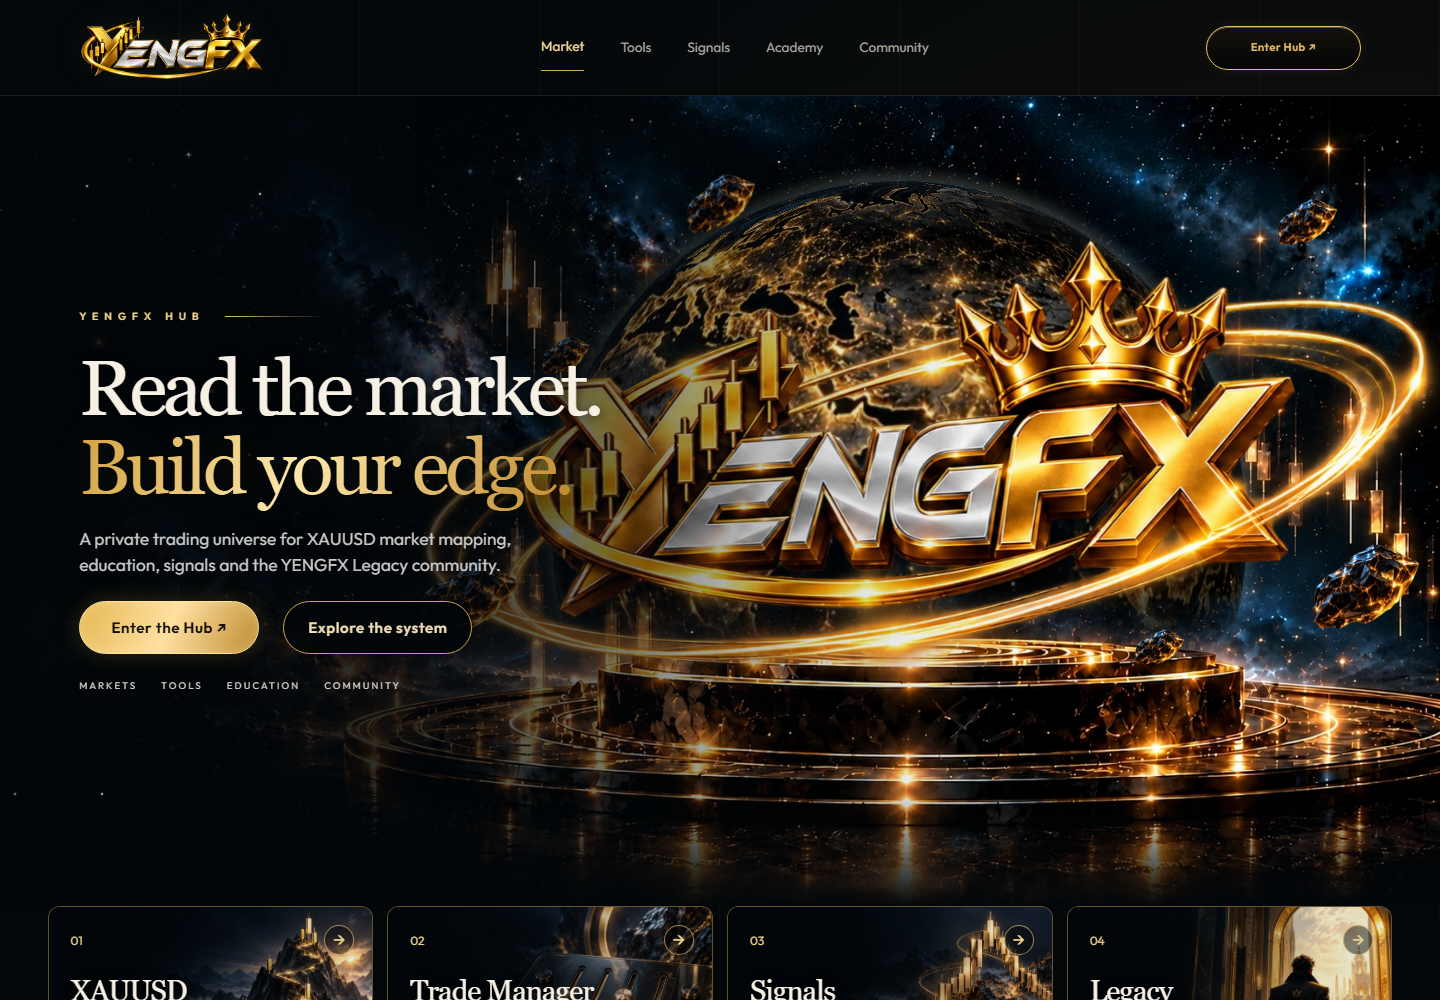 YENGFX
Market
Tools
Signals
Academy
Community
Enter Hub ↗
YENGFX HUB
Read the market.
Build your edge.
A private trading universe for XAUUSD market mapping,
education, signals and the YENGFX Legacy community.
Enter the Hub ↗
Explore the system
MARKETS
TOOLS
EDUCATION
COMMUNITY
YENGFX
01
XAUUSD
02
Trade Manager
03
Signals
04
Legacy